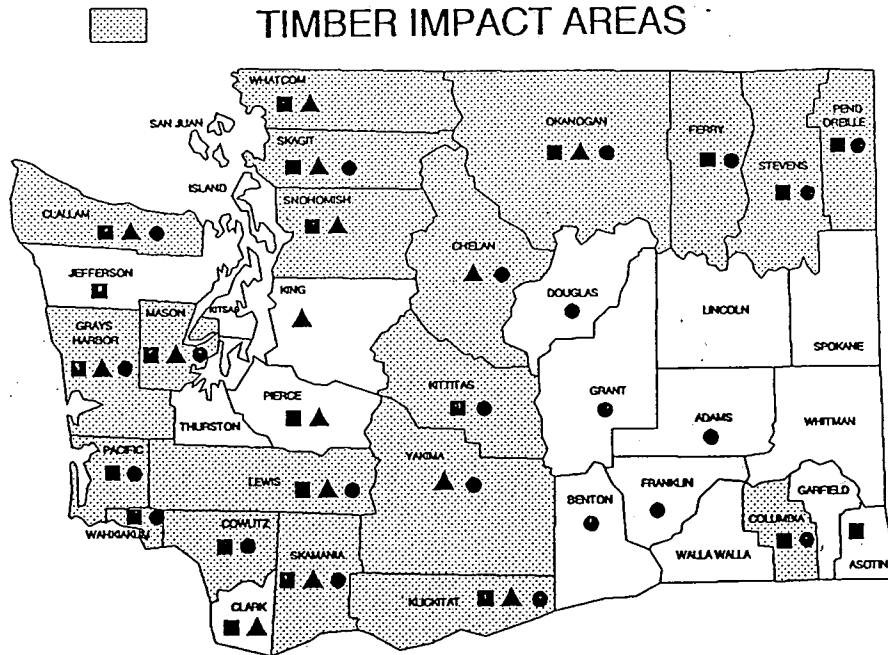 TIMBER IMPACT AREAS
WHATCOM
SAN JUAN
SKAGIT
ISLAND
SNOHOMISH
OKANOGAN
FERRY
PEND
OREILLE
STEVENS
CLALLAM
CHELAN
JEFFERSON
KING
DOUGLAS
LINCOLN
SPOKANE
GRAYS
HARBOR
MASON
KITSAP
KITTITAS
GRANT
PIERCE
THURSTON
ADAMS
WHITMAN
PACIFIC
LEWIS
YAKIMA
BENTON
FRANKLIN
GARFIELD
WAHKIAKUM
COWLITZ
SKAMANIA
WALLA WALLA
COLUMBIA
ASOTIN
CLARK
KLICKITAT